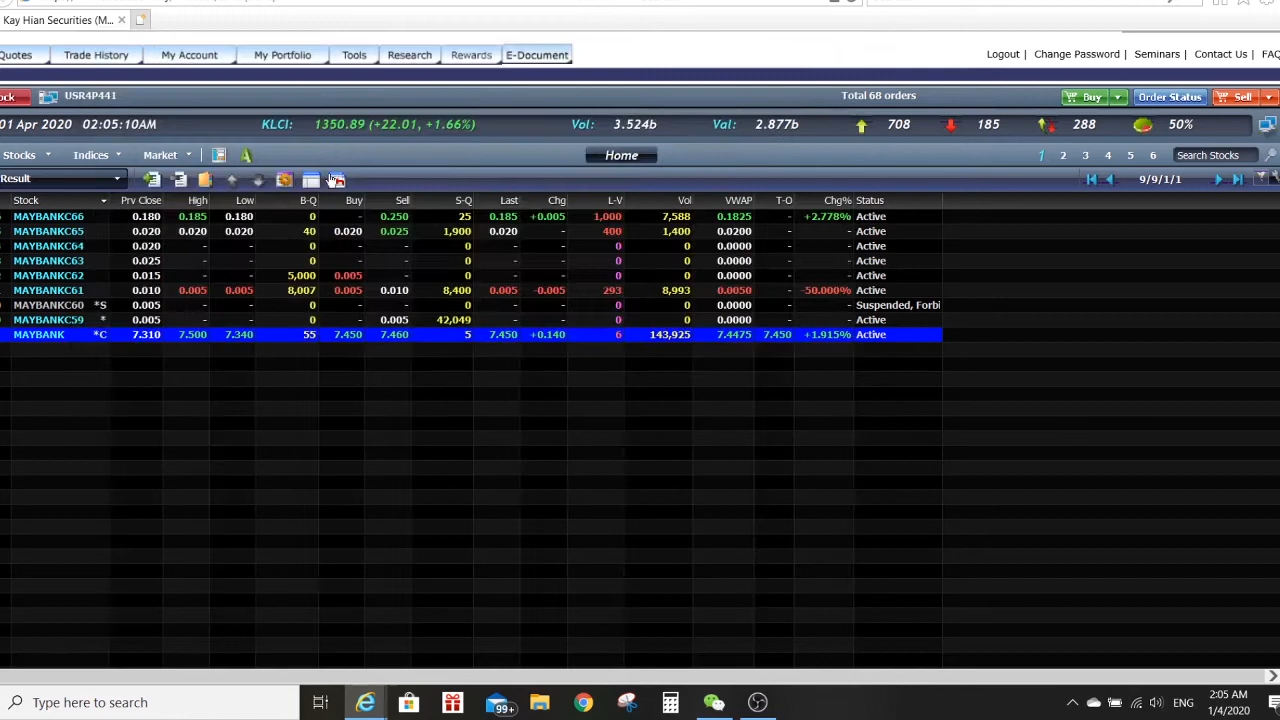 Kay Hian Securities (M...
Quotes Trade History My Account My Portfolio Tools Research Rewards E-Document Logout Change Password Seminars Contact Us FAQ
ock USR4P441 Total 68 orders Buy Order Status Sell
01 Apr 2020 02:05:10AM KLCI: 1350.89 (+22.01, +1.66%) Vol: 3.524b Val: 2.877b 708 185 288 50%
Stocks Indices Market A Home 1 2 3 4 5 6 Search Stocks
Result 9/9/1/1
Stock Prv Close High Low B-Q Buy Sell S-Q Last Chg L-V Vol VWAP T-O Chg% Status
MAYBANKC66 0.180 0.185 0.180 0 - 0.250 25 0.185 +0.005 1,000 7,588 0.1825 - +2.778% Active
MAYBANKC65 0.020 0.020 0.020 40 0.020 0.025 1,900 0.020 - 400 1,400 0.0200 - - Active
MAYBANKC64 0.020 - - 0 - - 0 - - 0 0 0.0000 - - Active
MAYBANKC63 0.025 - - 0 - - 0 - - 0 0 0.0000 - - Active
MAYBANKC62 0.015 - - 5,000 0.005 - 0 - - 0 0 0.0000 - - Active
MAYBANKC61 0.010 0.005 0.005 8,007 0.005 0.010 8,400 0.005 -0.005 293 8,993 0.0050 - -50.000% Active
MAYBANKC60 *S 0.005 - - 0 - - 0 - - 0 0 0.0000 - - Suspended, Forbi
MAYBANKC59 * 0.005 - - 0 - 0.005 42,049 - - 0 0 0.0000 - - Active
MAYBANK *C 7.310 7.500 7.340 55 7.450 7.460 5 7.450 +0.140 6 143,925 7.4475 7.450 +1.915% Active
Type here to search 99+ ENG 2:05 AM
1/4/2020